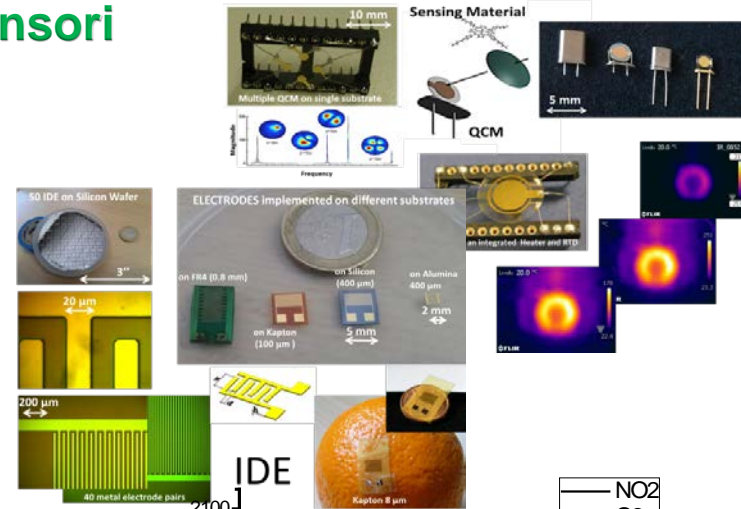 nsori
10 mm
Multiple QCM on single substrate
Sensing Material
QCM
5 mm
Magnitude
Frequency
an integrated Heater and RTD
50 IDE on Silicon Wafer
3’’
ELECTRODES implemented on different substrates
on FR4 (0.8 mm)
on Kapton
(100 µm )
on Silicon
(400 µm)
5 mm
on Alumina
400 µm
2 mm
20 µm
200 µm
40 metal electrode pairs
IDE
Kapton 8 µm
2100
NO2